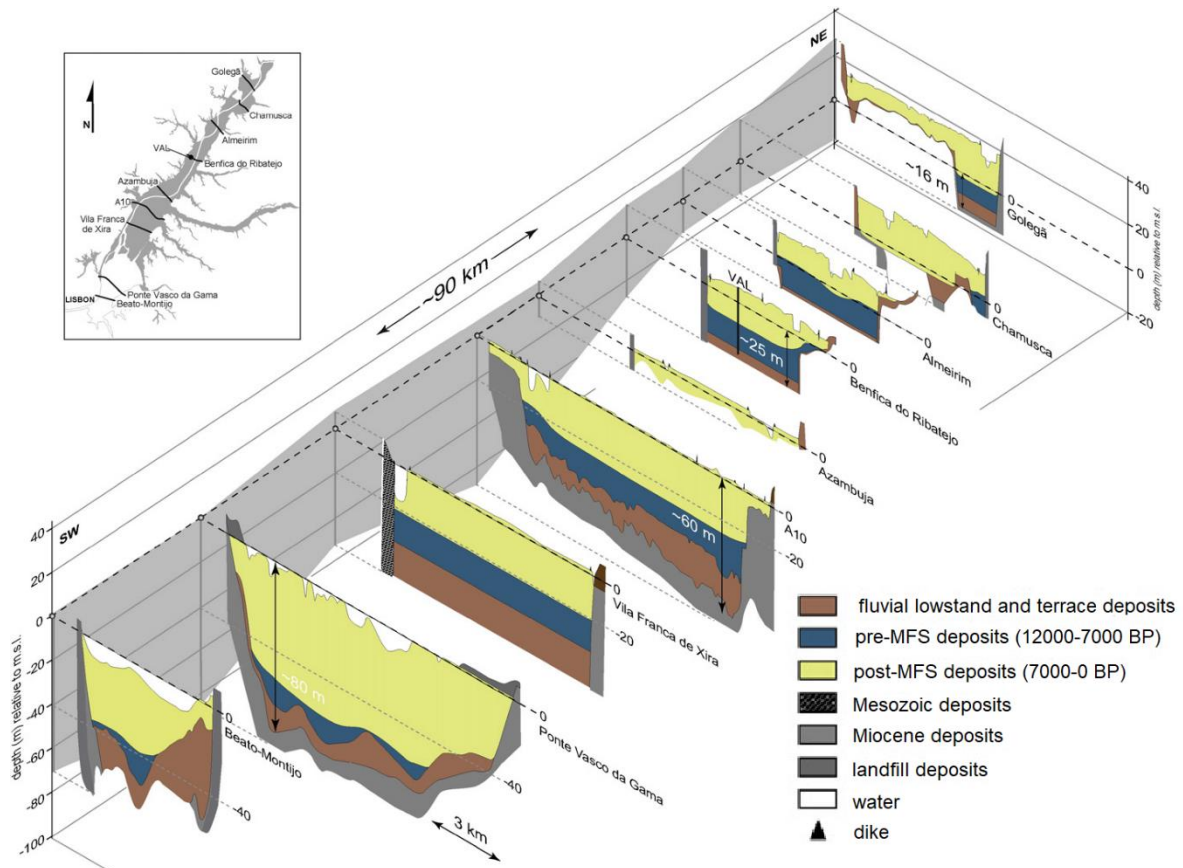 Golegã
Chamusca
N
Almeirim
VAL
Benfica do Ribatejo
Azambuja
A10
Vila Franca
de Xira
LISBON
Ponte Vasco da Gama
Beato-Montijo
NE
~90 km
~16 m
0
Golegã
40
20
0
-20
depth (m) relative to m.s.l.
0
Chamusca
0
Almeirim
VAL
~25 m
0
Benfica do Ribatejo
0
Azambuja
~60 m
0
A10
-20
0
Vila Franca de Xira
-20
~80 m
0
Ponte Vasco da Gama
-40
3 km
SW
40
20
0
-20
-40
-60
-80
-100
depth (m) relative to m.s.l.
0
Beato-Montijo
-40
fluvial lowstand and terrace deposits
pre-MFS deposits (12000-7000 BP)
post-MFS deposits (7000-0 BP)
Mesozoic deposits
Miocene deposits
landfill deposits
water
dike